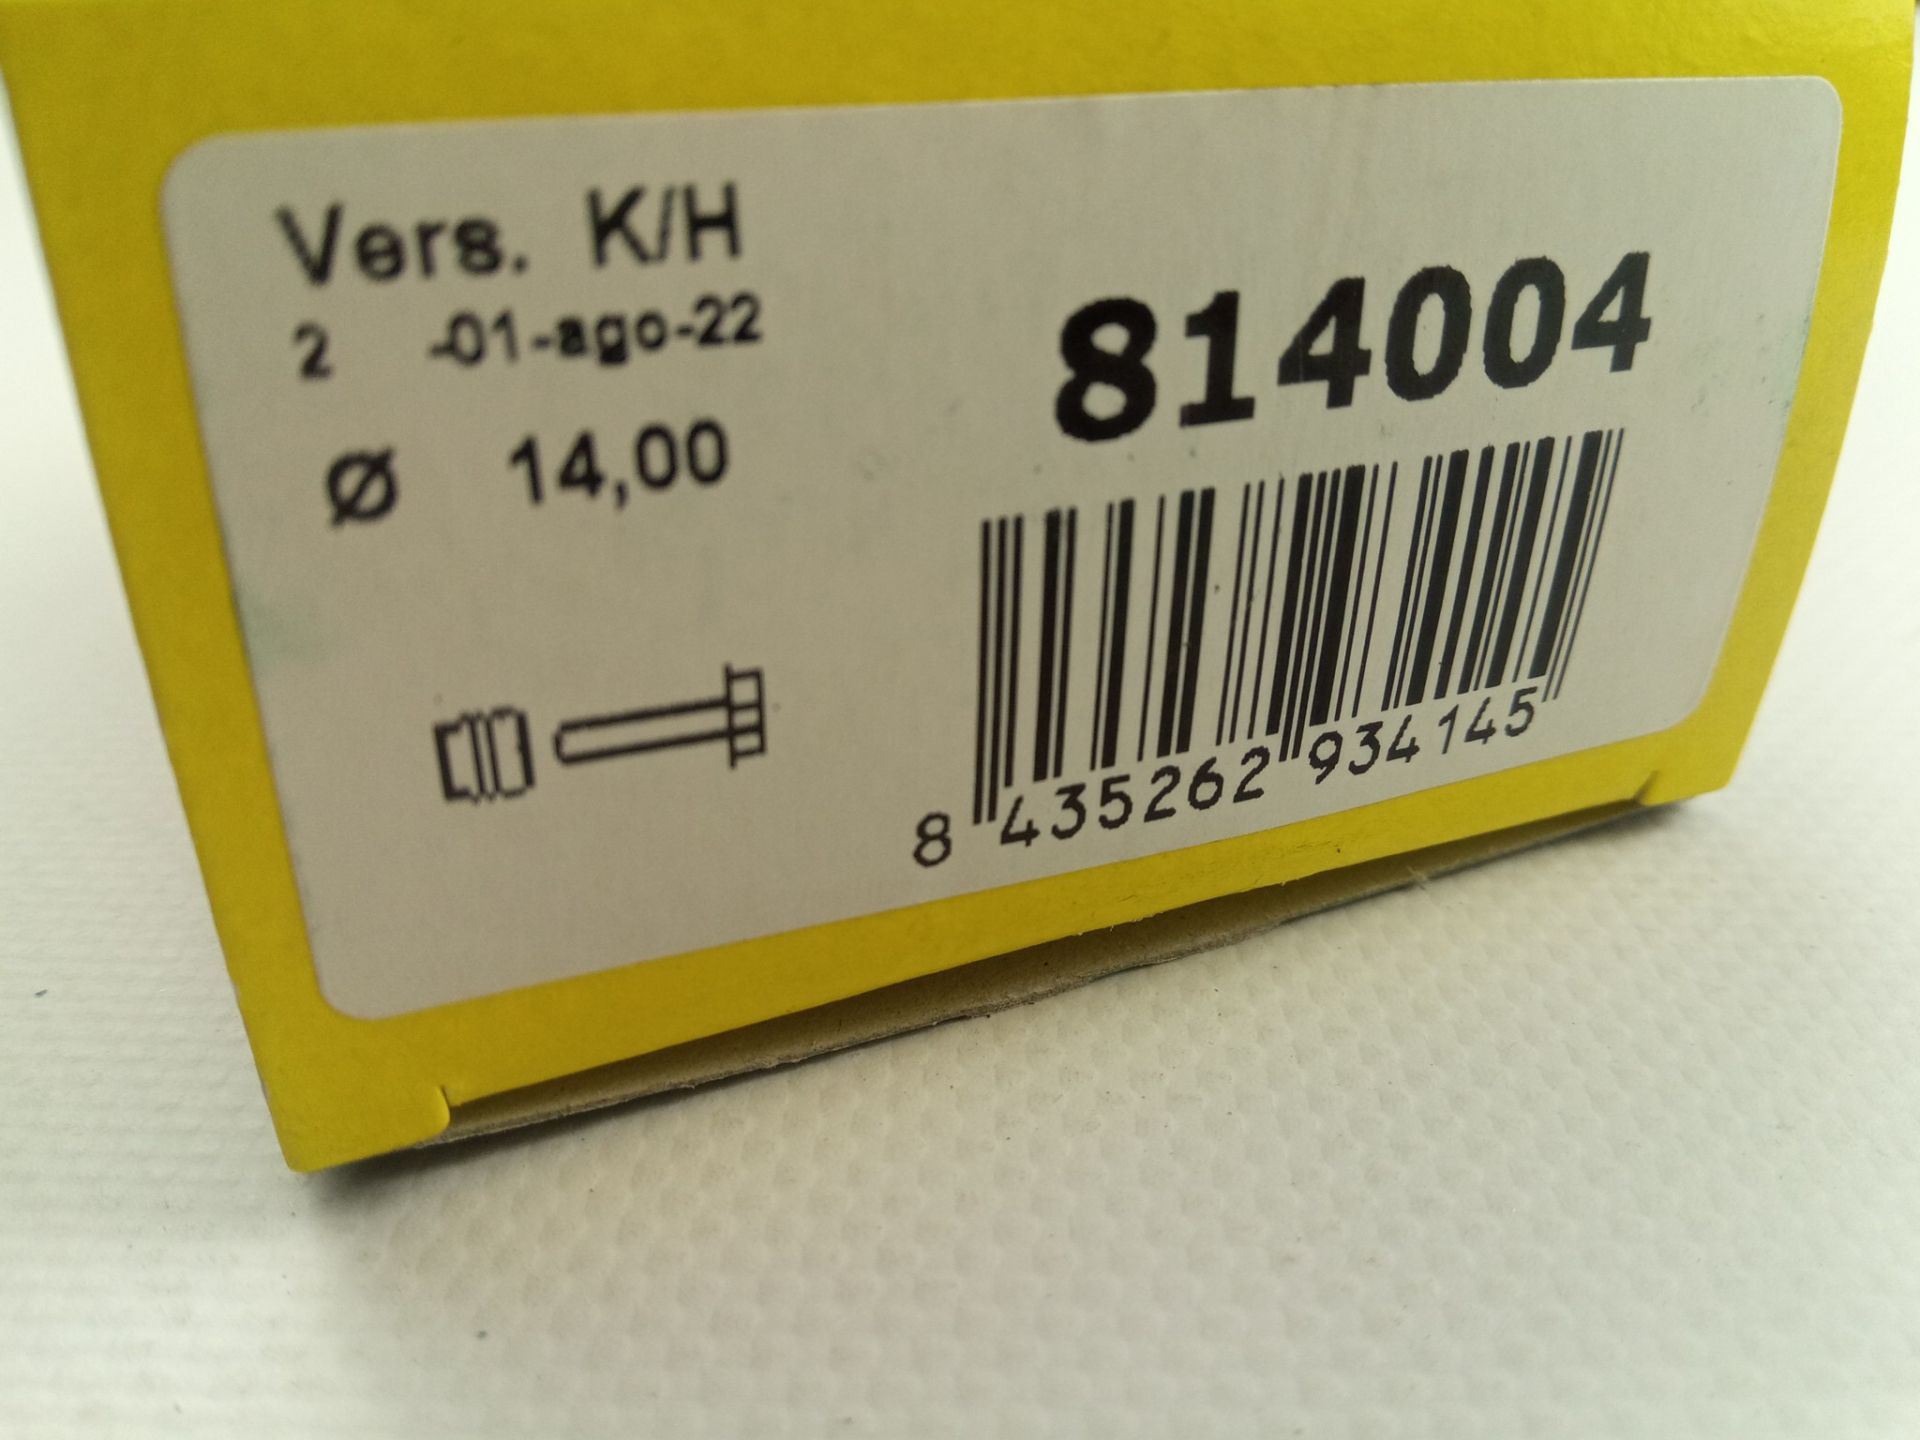 Vers. K/H
2 -01-ago-22
Ø 14,00
814004
8 435262 934145